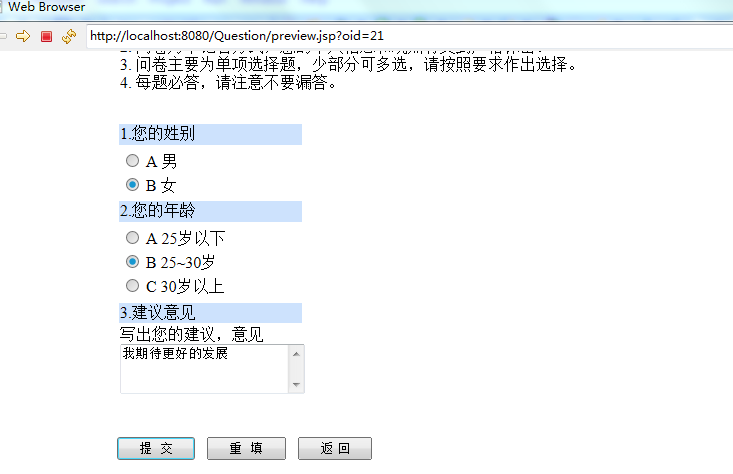 Web Browser
http://localhost:8080/Question/preview.jsp?oid=21
3. 问卷主要为单项选择题，少部分可多选，请按照要求作出选择。
4. 每题必答，请注意不要漏答。
1.您的姓别
A 男
B 女
2.您的年龄
A 25岁以下
B 25~30岁
C 30岁以上
3.建议意见
写出您的建议，意见
我期待更好的发展
提 交 重 填 返 回